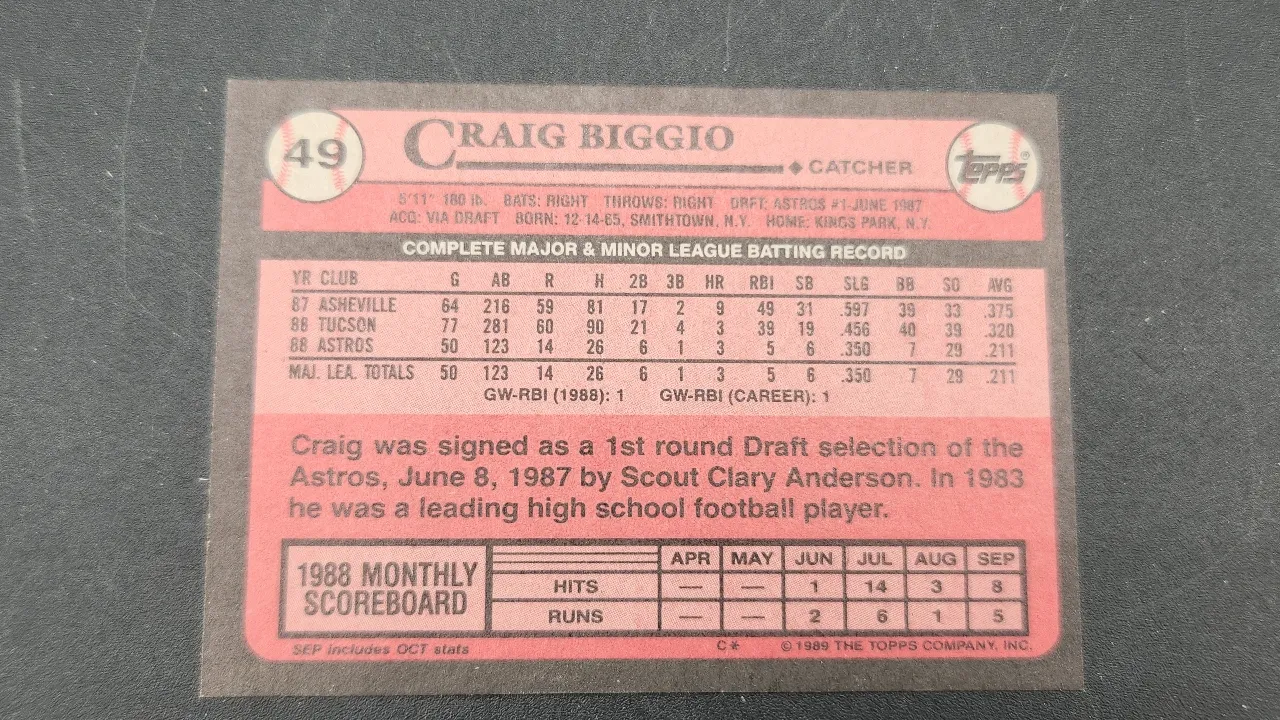 49
CRAIG BIGGIO
CATCHER
Topps®
5'11" 180 lb. BATS: RIGHT THROWS: RIGHT DRFT: ASTROS #1-JUNE 1987
ACQ: VIA DRAFT BORN: 12-14-65, SMITHTOWN, N.Y. HOME: KINGS PARK, N.Y.
COMPLETE MAJOR & MINOR LEAGUE BATTING RECORD
YR CLUB G AB R H 2B 3B HR RBI SB SLG BB SO AVG
87 ASHEVILLE 64 216 59 81 17 2 9 49 31 .597 39 33 .375
88 TUCSON 77 281 60 90 21 4 3 39 19 .456 40 39 .320
88 ASTROS 50 123 14 26 6 1 3 5 6 .350 7 29 .211
MAJ. LEA. TOTALS 50 123 14 26 6 1 3 5 6 .350 7 29 .211
GW-RBI (1988): 1 GW-RBI (CAREER): 1
Craig was signed as a 1st round Draft selection of the
Astros, June 8, 1987 by Scout Clary Anderson. In 1983
he was a leading high school football player.
1988 MONTHLY SCOREBOARD
APR MAY JUN JUL AUG SEP
HITS — — 1 14 3 8
RUNS — — 2 6 1 5
SEP includes OCT stats C* © 1989 THE TOPPS COMPANY, INC.